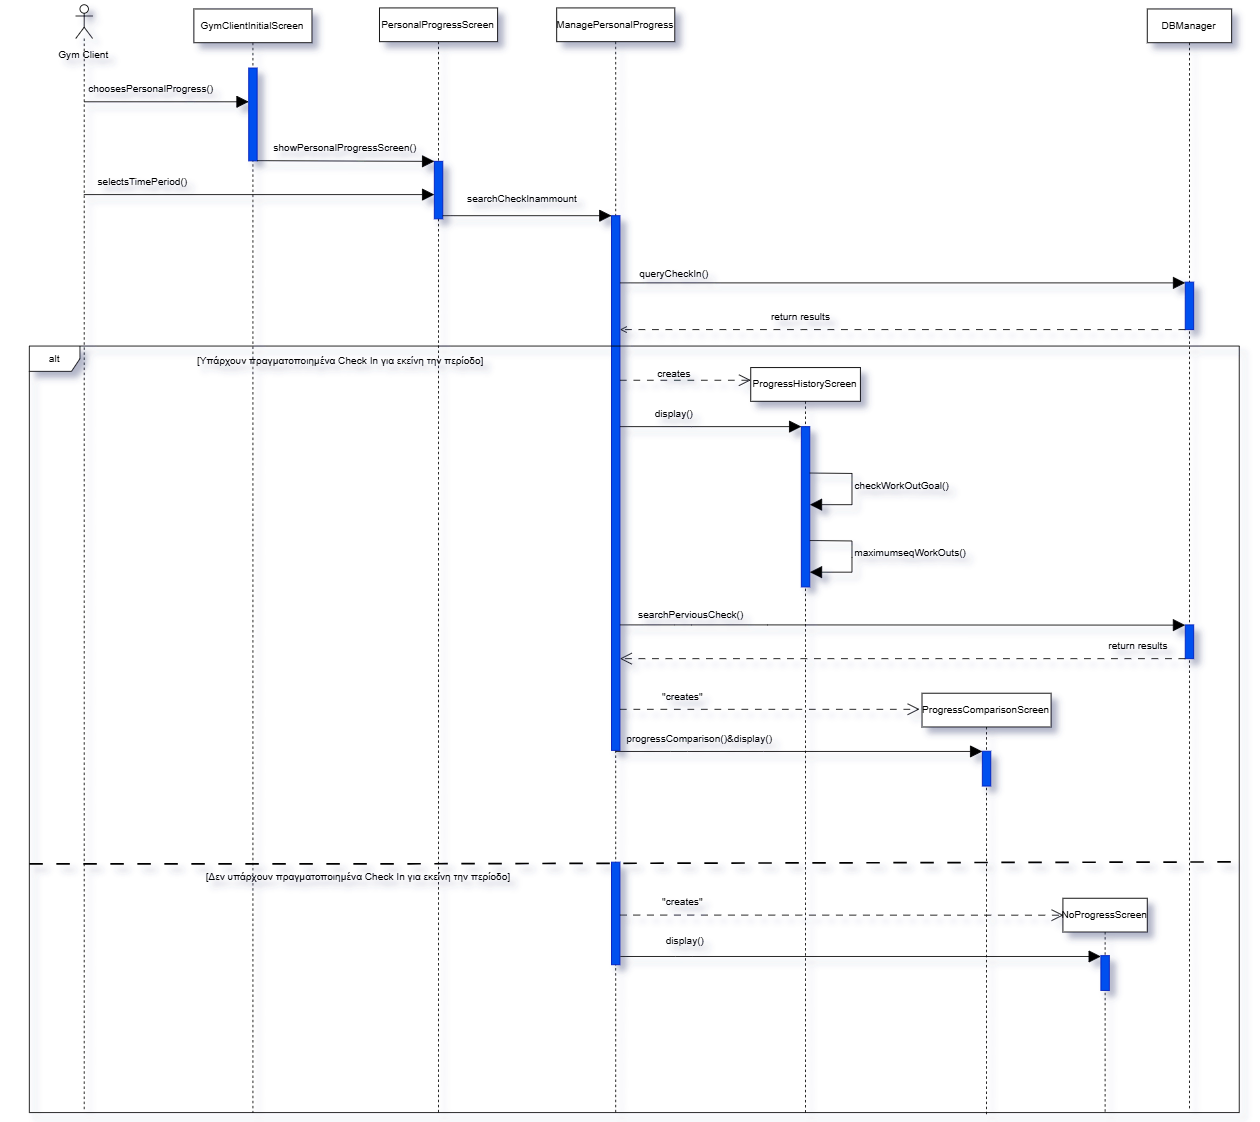 GymClientInitialScreen
PersonalProgressScreen
ManagePersonalProgress
DBManager
Gym Client
choosesPersonalProgress()
showPersonalProgressScreen()
selectsTimePeriod()
searchCheckInammount
queryCheckIn()
return results
alt
[Υπάρχουν πραγματοποιημένα Check In για εκείνη την περίοδο]
creates
ProgressHistoryScreen
display()
checkWorkOutGoal()
maximumseqWorkOuts()
searchPerviousCheck()
return results
"creates"
ProgressComparisonScreen
progressComparison()&display()
[Δεν υπάρχουν πραγματοποιημένα Check In για εκείνη την περίοδο]
"creates"
NoProgressScreen
display()